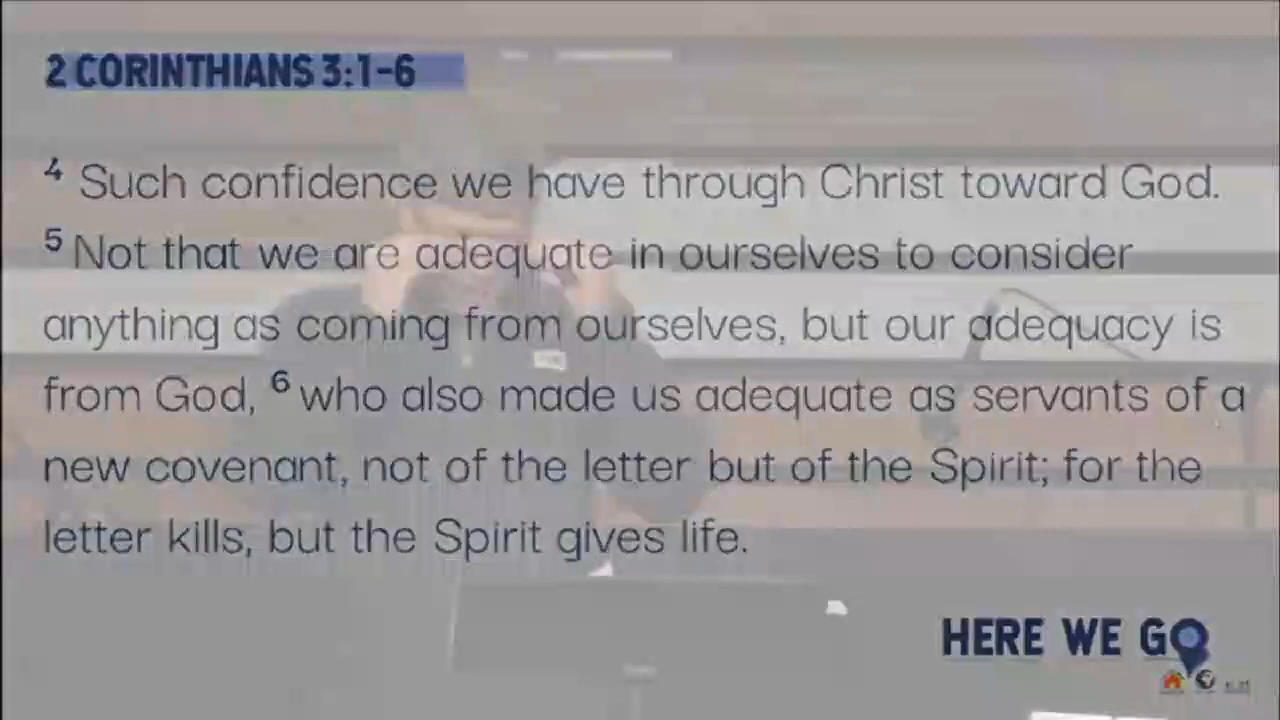 2 CORINTHIANS 3:1-6
4 Such confidence we have through Christ toward God.
5 Not that we are adequate in ourselves to consider
anything as coming from ourselves, but our adequacy is
from God, 6 who also made us adequate as servants of a
new covenant, not of the letter but of the Spirit; for the
letter kills, but the Spirit gives life.
HERE WE GO